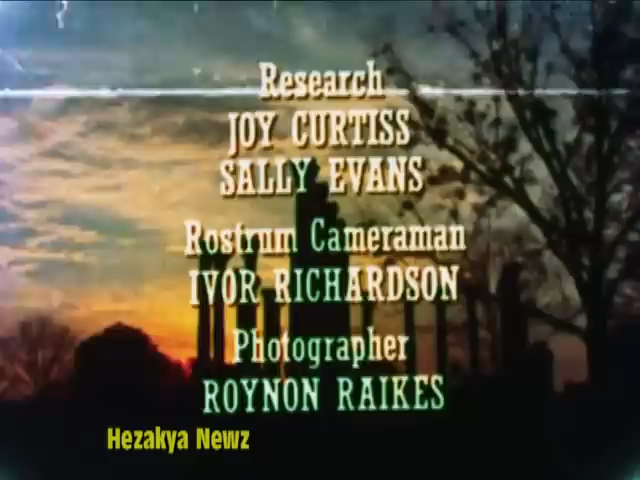 Research
JOY CURTISS
SALLY EVANS
Rostrum Cameraman
IVOR RICHARDSON
Photographer
ROYNON RAIKES
Hezakya Newz